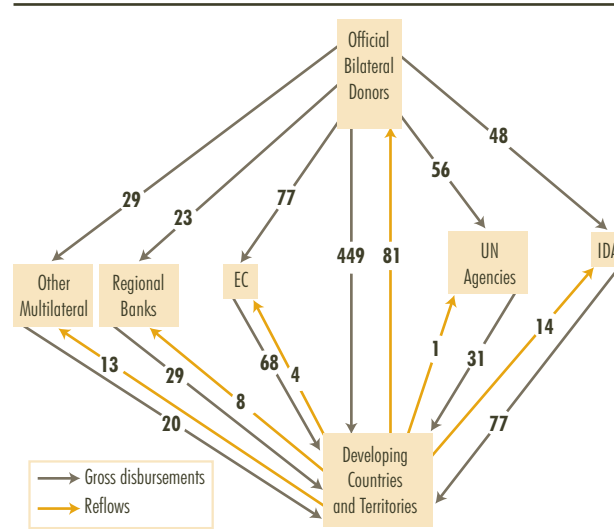 Official
Bilateral
Donors
48
56
29
77
23
449
81
UN
Agencies
IDA
Other
Multilateral
Regional
Banks
EC
14
1
31
13
29
68
4
8
20
77
Developing
Countries
and Territories
Gross disbursements
Reflows